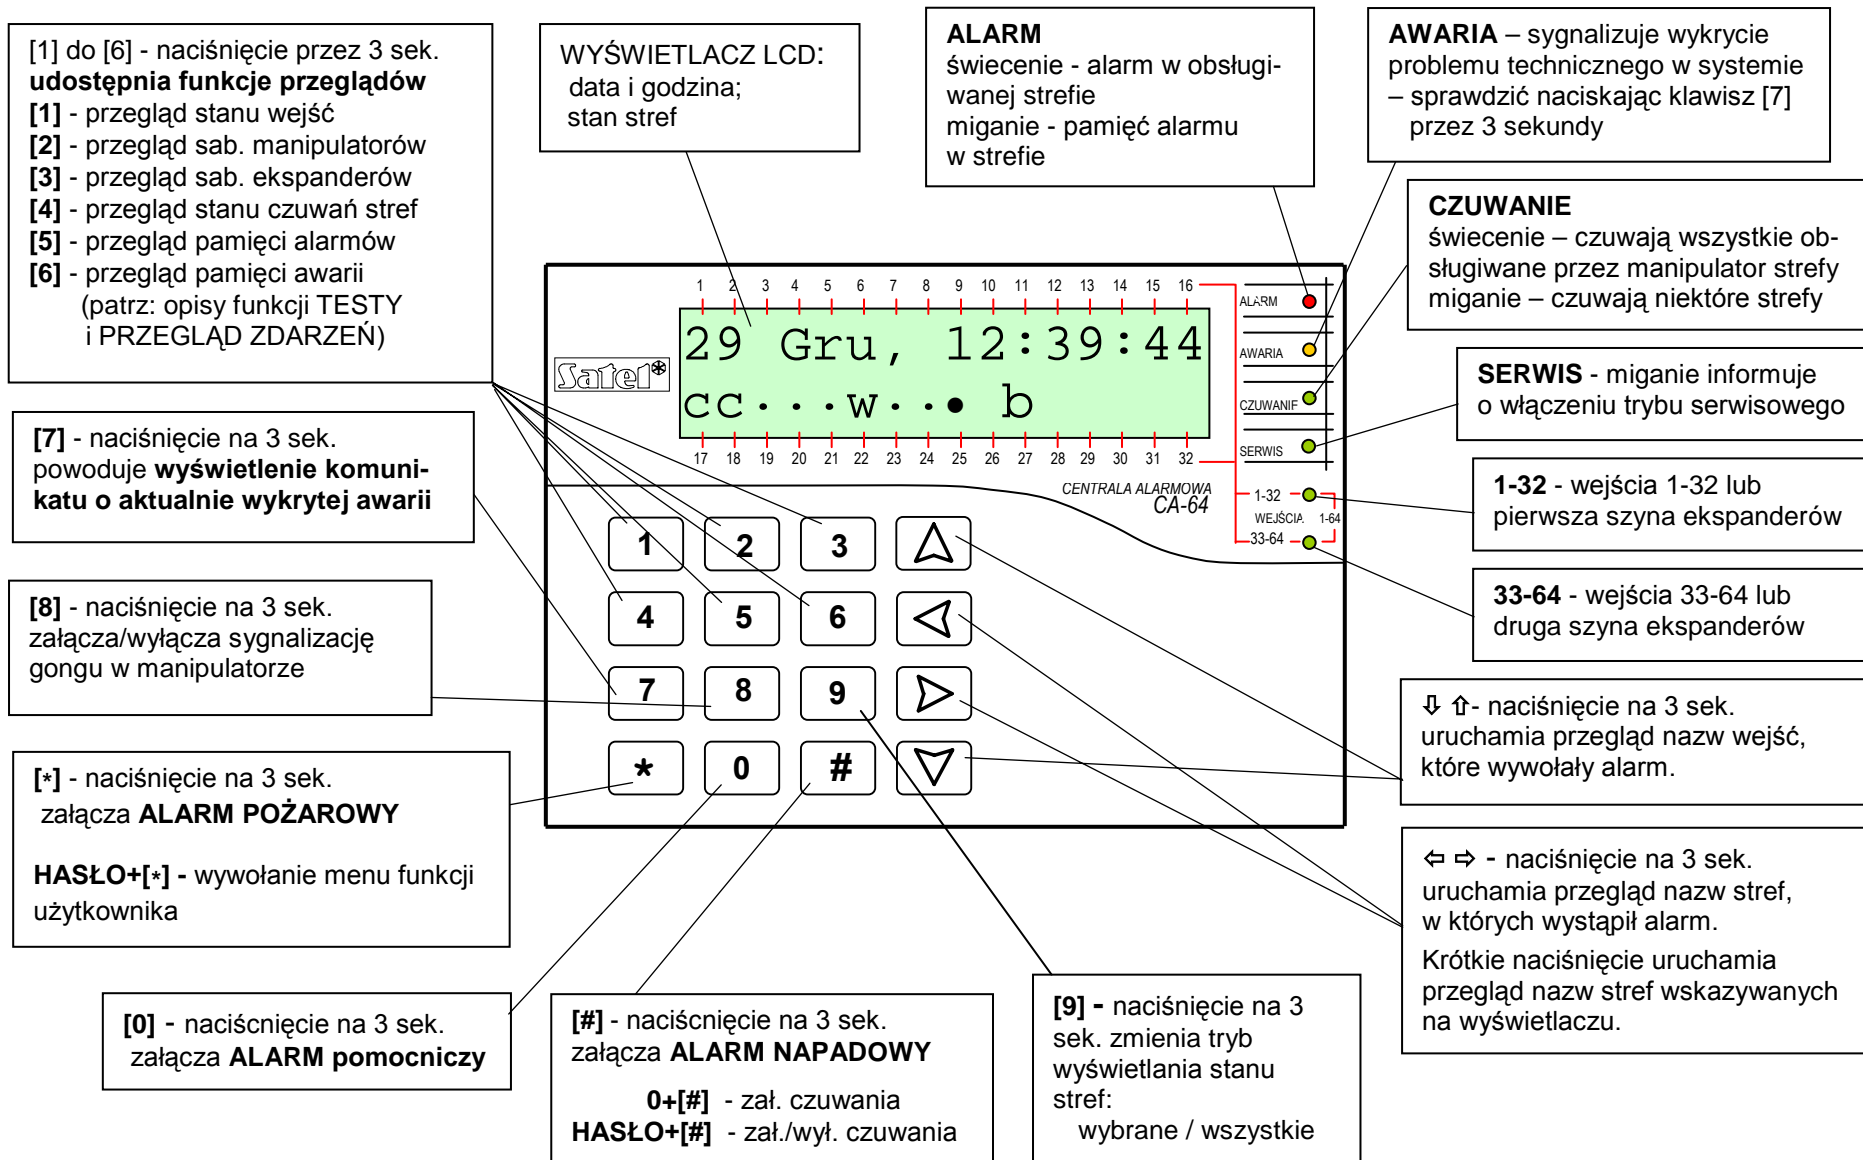 [1] do [6] - naciśnięcie przez 3 sek.
udostępnia funkcje przeglądów
[1] - przegląd stanu wejść
[2] - przegląd sab. manipulatorów
[3] - przegląd sab. ekspanderów
[4] - przegląd stanu czuwań stref
[5] - przegląd pamięci alarmów
[6] - przegląd pamięci awarii
(patrz: opisy funkcji TESTY
i PRZEGLĄD ZDARZEŃ)
WYŚWIETLACZ LCD:
data i godzina;
stan stref
ALARM
świecenie - alarm w obsługi-
wanej strefie
miganie - pamięć alarmu
w strefie
AWARIA – sygnalizuje wykrycie
problemu technicznego w systemie
– sprawdzić naciskając klawisz [7]
przez 3 sekundy
CZUWANIE
świecenie – czuwają wszystkie ob-
sługiwane przez manipulator strefy
miganie – czuwają niektóre strefy
SERWIS - miganie informuje
o włączeniu trybu serwisowego
1-32 - wejścia 1-32 lub
pierwsza szyna ekspanderów
33-64 - wejścia 33-64 lub
druga szyna ekspanderów
[7] - naciśnięcie na 3 sek.
powoduje wyświetlenie komuni-
katu o aktualnie wykrytej awarii
[8] - naciśnięcie na 3 sek.
załącza/wyłącza sygnalizację
gongu w manipulatorze
[*] - naciśnięcie na 3 sek.
załącza ALARM POŻAROWY
HASŁO+[*] - wywołanie menu funkcji
użytkownika
1 2 3 4 5 6 7 8 9 10 11 12 13 14 15 16
29 Gru, 12:39:44
cc···w··● b
17 18 19 20 21 22 23 24 25 26 27 28 29 30 31 32
Satel
ALARM
AWARIA
CZUWANIE
SERWIS
CENTRALA ALARMOWA
CA-64
1-32
WEJŚCIA 1-64
33-64
1 2 3
4 5 6
7 8 9
* 0 #
⇩ ⇧- naciśnięcie na 3 sek.
uruchamia przegląd nazw wejść,
które wywołały alarm.
⇦ ⇨ - naciśnięcie na 3 sek.
uruchamia przegląd nazw stref,
w których wystąpił alarm.
Krótkie naciśnięcie uruchamia
przegląd nazw stref wskazywanych
na wyświetlaczu.
[0] - naciścnięcie na 3 sek.
załącza ALARM pomocniczy
[#] - naciścnięcie na 3 sek.
załącza ALARM NAPADOWY
0+[#] - zał. czuwania
HASŁO+[#] - zał./wył. czuwania
[9] - naciśnięcie na 3
sek. zmienia tryb
wyświetlania stanu
stref:
wybrane / wszystkie